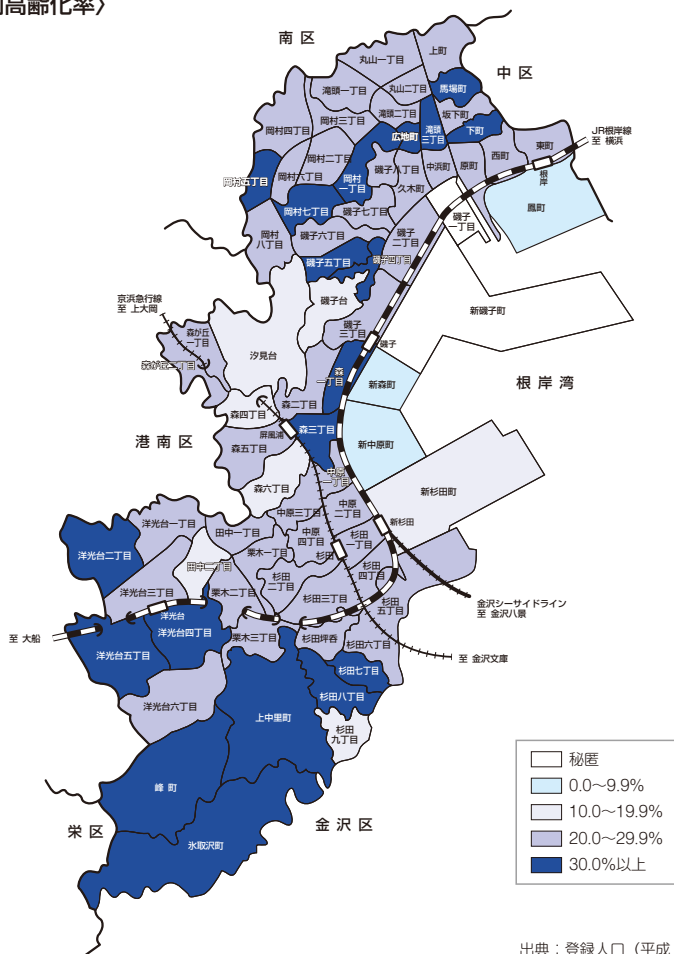 別高齢化率〉
南区
上町
丸山一丁目
中区
丸山二丁目
馬場町
滝頭一丁目
滝頭二丁目
坂下町
岡村三丁目
広地町
滝頭
三丁目
下町
JR根岸線
至 横浜
岡村四丁目
東町
岡村二丁目
西町
磯子八丁目
中浜町
原町
根岸
岡村五丁目
岡村六丁目
岡村
一丁目
久木町
鳳町
岡村七丁目
磯子七丁目
磯子
一丁目
岡村
八丁目
磯子六丁目
磯子
二丁目
磯子五丁目
磯子四丁目
京浜急行線
至 上大岡
磯子台
新磯子町
森が丘
一丁目
磯子
三丁目
磯子
汐見台
森が丘二丁目
森
一丁目
新森町
根岸湾
森二丁目
森四丁目
港南区
屏風浦
森三丁目
新中原町
森五丁目
中原
一丁目
森六丁目
新杉田町
中原三丁目
中原
二丁目
洋光台一丁目
田中一丁目
中原
四丁目
新杉田
杉田
一丁目
洋光台二丁目
栗木一丁目
杉田
田中二丁目
杉田
四丁目
杉田
二丁目
洋光台三丁目
栗木二丁目
杉田三丁目
杉田
五丁目
金沢シーサイドライン
至 金沢八景
洋光台
洋光台四丁目
至 大船
栗木三丁目
杉田坪呑
杉田六丁目
洋光台五丁目
至 金沢文庫
杉田七丁目
杉田八丁目
洋光台六丁目
上中里町
杉田
九丁目
秘匿
峰 町
0.0〜9.9%
10.0〜19.9%
栄区
金沢区
20.0〜29.9%
氷取沢町
30.0%以上
出典：登録人口（平成